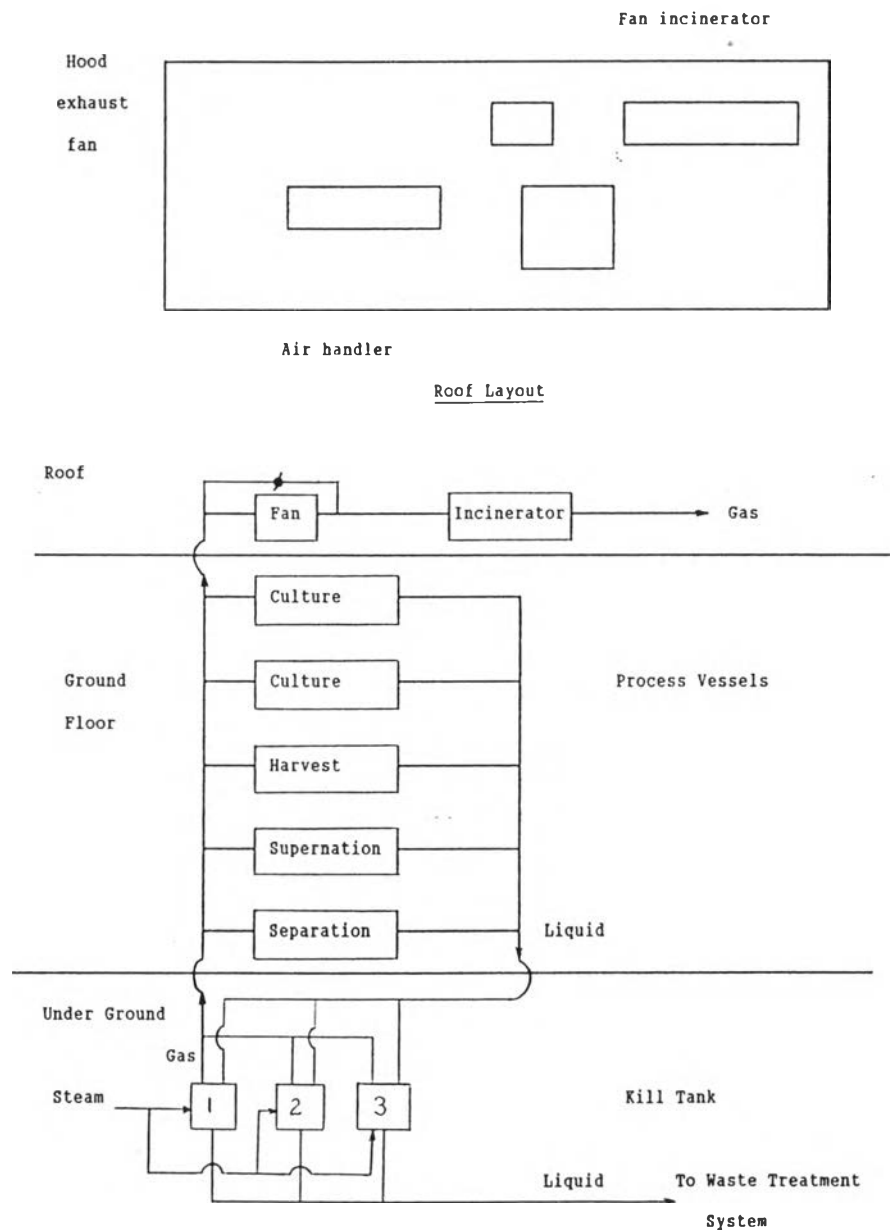 Fan incinerator
Hood
exhaust
fan
Air handler
Roof Layout
Roof
Fan
Incinerator
Gas
Culture
Ground
Floor
Culture
Process Vessels
Harvest
Supernation
Separation
Liquid
Under Ground
Gas
Steam
1
2
3
Kill Tank
Liquid
To Waste Treatment
System